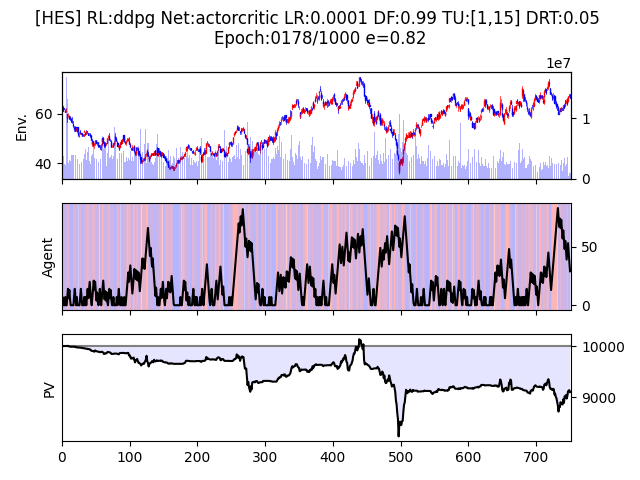 [HES] RL:ddpg Net:actorcritic LR:0.0001 DF:0.99 TU:[1,15] DRT:0.05
Epoch:0178/1000 e=0.82
1e7
Env.
60
40
1
0
Agent
50
0
PV
10000
9000
0 100 200 300 400 500 600 700